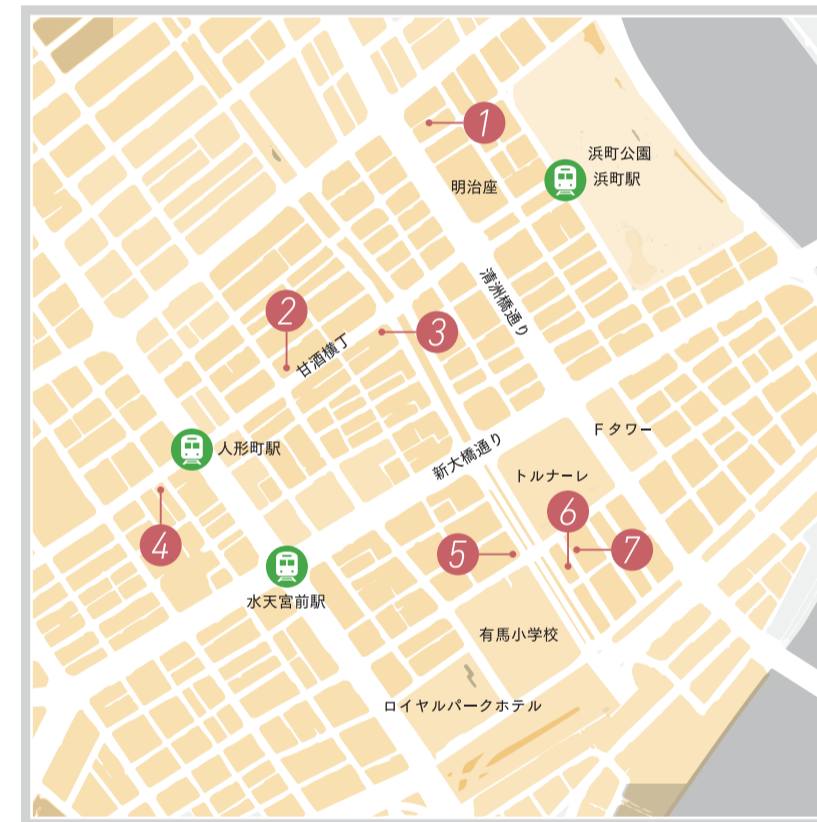 1
浜町公園
浜町駅
明治座
清洲橋通り
2
3
甘酒横丁
Fタワー
新大橋通り
人形町駅
トルナーレ
6
4
5
7
水天宮前駅
有馬小学校
ロイヤルパークホテル